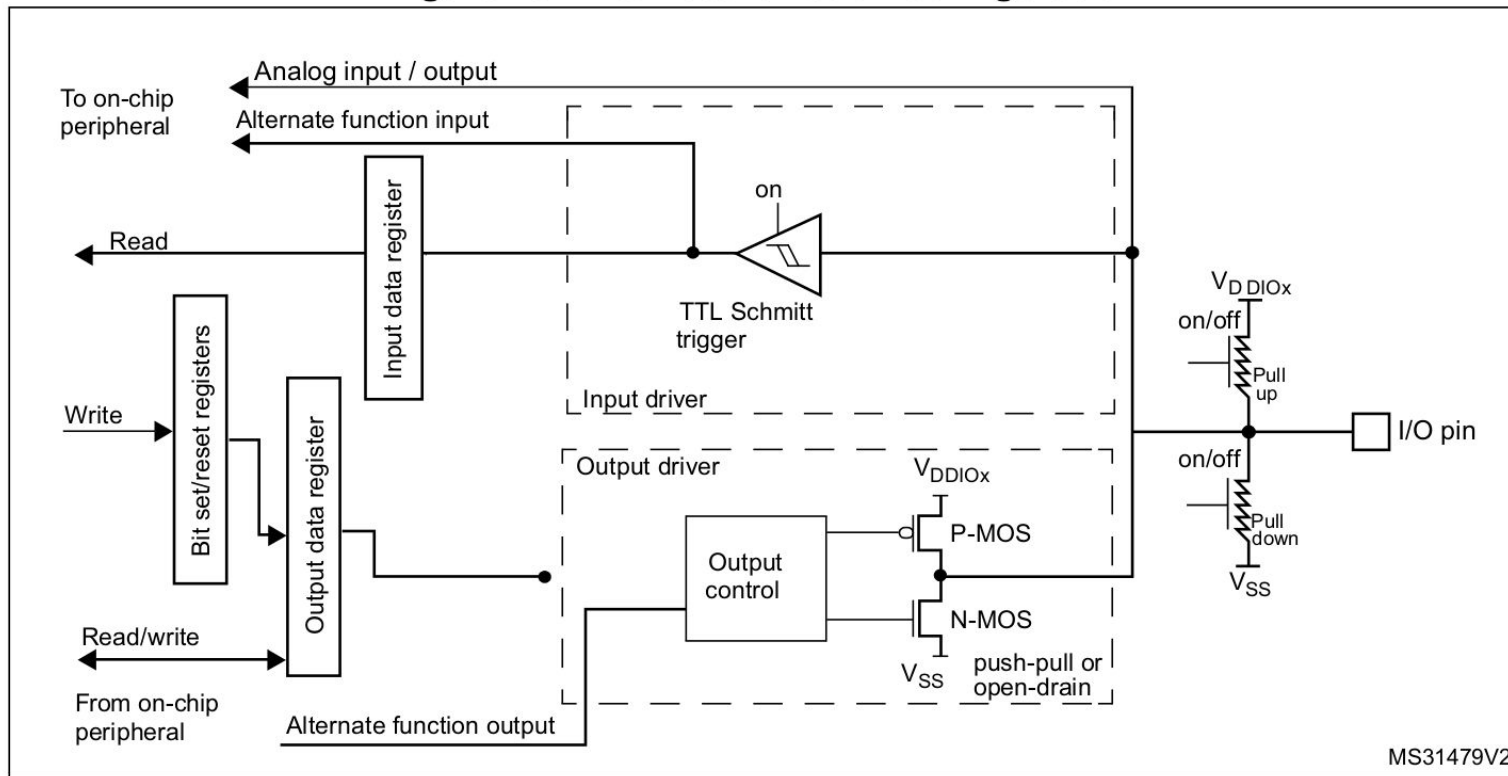 Analog input / output
To on-chip
peripheral
Alternate function input
on
Input data register
Read
TTL Schmitt
trigger
Input driver
VDDIOx
on/off
Pull
up
Bit set/reset registers
Write
Output data register
I/O pin
Output driver
VDDIOx
on/off
P-MOS
Pull
down
Output
control
N-MOS
VSS
Read/write
VSS
push-pull or
open-drain
From on-chip
peripheral
Alternate function output
MS31479V2